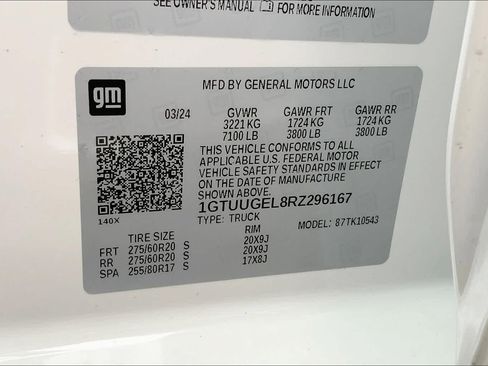 SEE OWNER'S MANUAL FOR MORE INFORMATION
gm
MFD BY GENERAL MOTORS LLC
03/24 GVWR GAWR FRT GAWR RR
3221 KG 1724 KG 1724 KG
7100 LB 3800 LB 3800 LB
THIS VEHICLE CONFORMS TO ALL
APPLICABLE U.S. FEDERAL MOTOR
VEHICLE SAFETY STANDARDS IN EFFECT
ON THE DATE OF MANUFACTURE
SHOWN ABOVE.
1GTUUGEL8RZ296167
TYPE: TRUCK MODEL: 87TK10543
140X
TIRE SIZE RIM
FRT 275/60R20 S 20X9J
RR 275/60R20 S 20X9J
SPA 255/80R17 S 17X8J